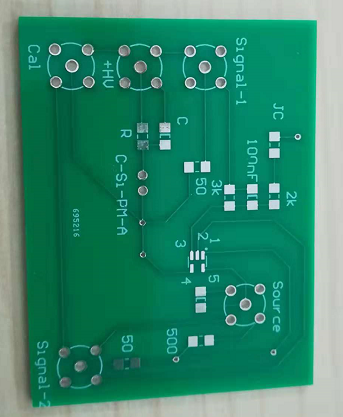 Cal
+HV
Signal-1
C
R
C-Si-PM-A
JC
100nF
2k
3k
50
695216
1
2
3
4
5
Source
500
50
Signal-2